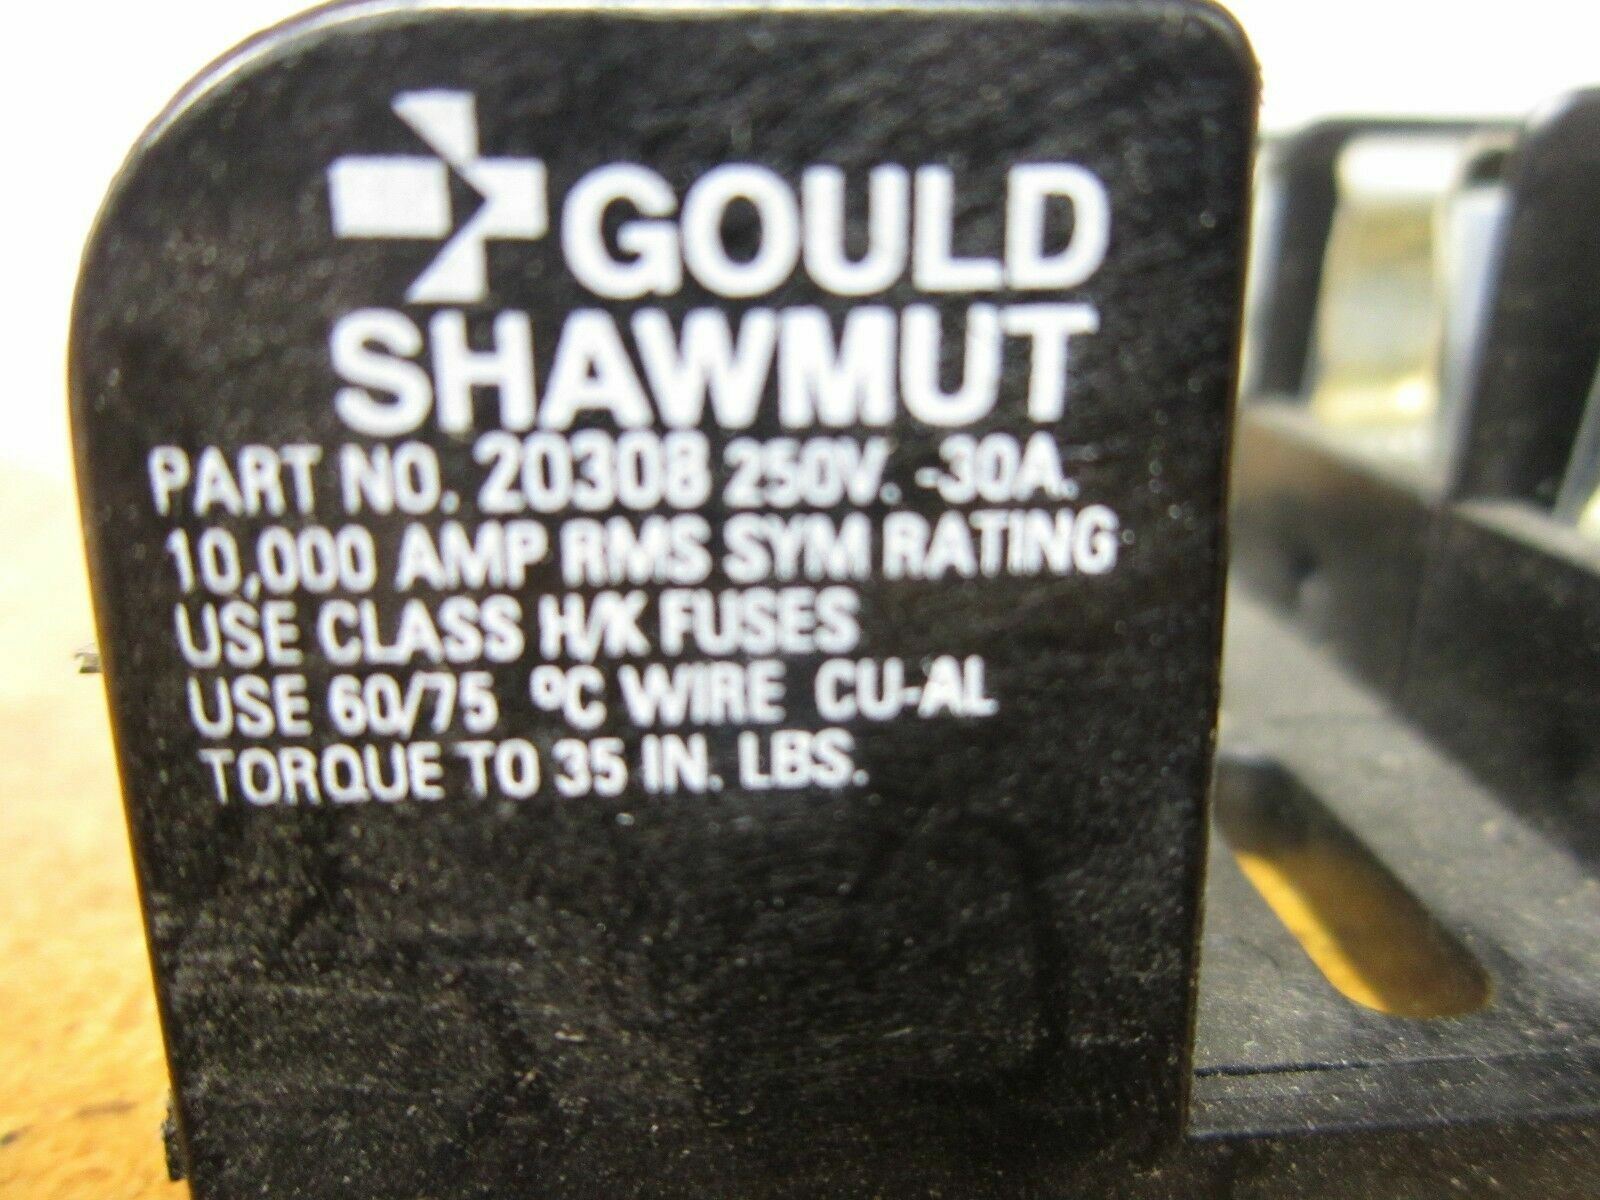 GOULD
SHAWMUT
PART NO. 20308 250V. -30A.
10,000 AMP RMS SYM RATING
USE CLASS H/K FUSES
USE 60/75 ºC WIRE CU-AL
TORQUE TO 35 IN. LBS.